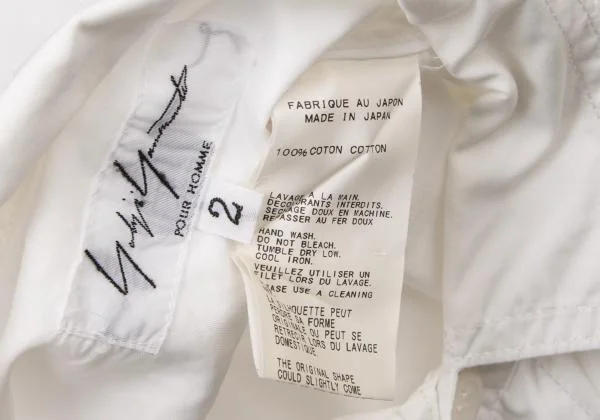 Yohji Yamamoto
POUR HOMME
2
FABRIQUE AU JAPON
MADE IN JAPAN
100% COTON COTTON
LAVAGE A LA MAIN.
DECOLORANTS INTERDITS.
SECHAGE DOUX EN MACHINE.
REPASSER AU FER DOUX
HAND WASH.
DO NOT BLEACH.
TUMBLE DRY LOW.
COOL IRON.
VEUILLEZ UTILISER UN
FILET LORS DU LAVAGE.
PLEASE USE A CLEANING
LA SILHOUETTE PEUT
PERDRE SA FORME
ORIGINALE OU PEUT SE
RETRECIR LORS DU LAVAGE
DOMESTIQUE.
THE ORIGINAL SHAPE
COULD SLIGHTLY COME